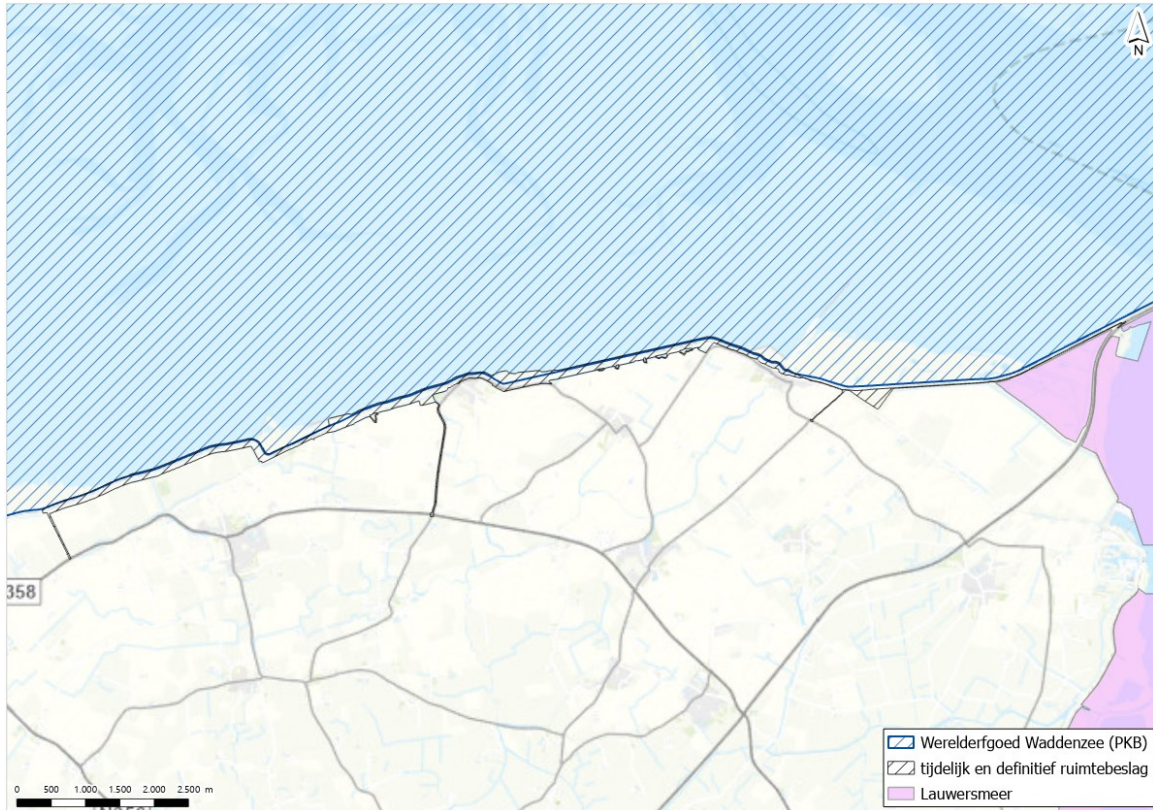 N
358
Werelderfgoed Waddenzee (PKB)
tijdelijk en definitief ruimtebeslag
Lauwersmeer
0 500 1.000 1.500 2.000 2.500 m